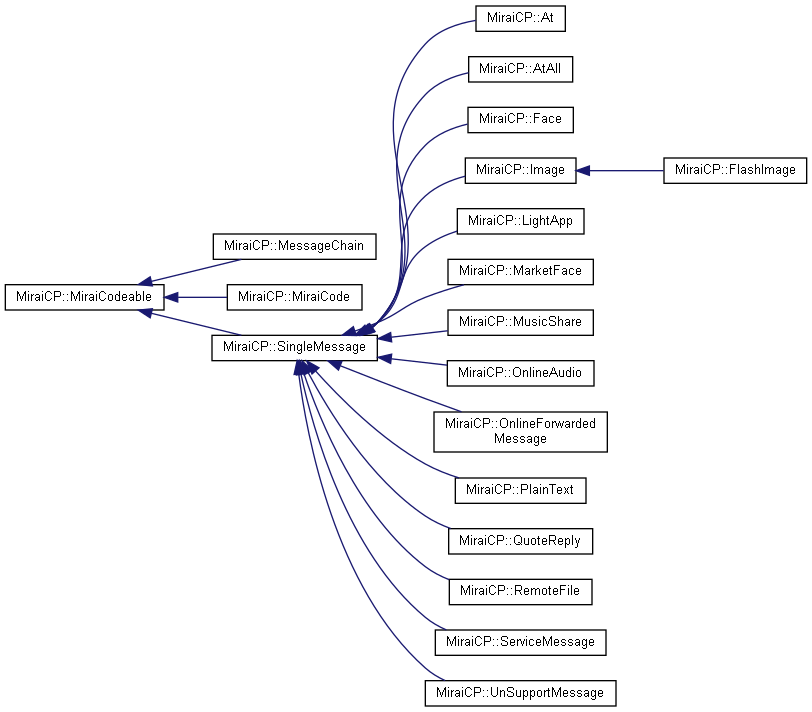 MiraiCP::At
MiraiCP::AtAll
MiraiCP::Face
MiraiCP::Image
MiraiCP::FlashImage
MiraiCP::LightApp
MiraiCP::MessageChain
MiraiCP::MarketFace
MiraiCP::MiraiCodeable
MiraiCP::MiraiCode
MiraiCP::MusicShare
MiraiCP::SingleMessage
MiraiCP::OnlineAudio
MiraiCP::OnlineForwarded
Message
MiraiCP::PlainText
MiraiCP::QuoteReply
MiraiCP::RemoteFile
MiraiCP::ServiceMessage
MiraiCP::UnSupportMessage